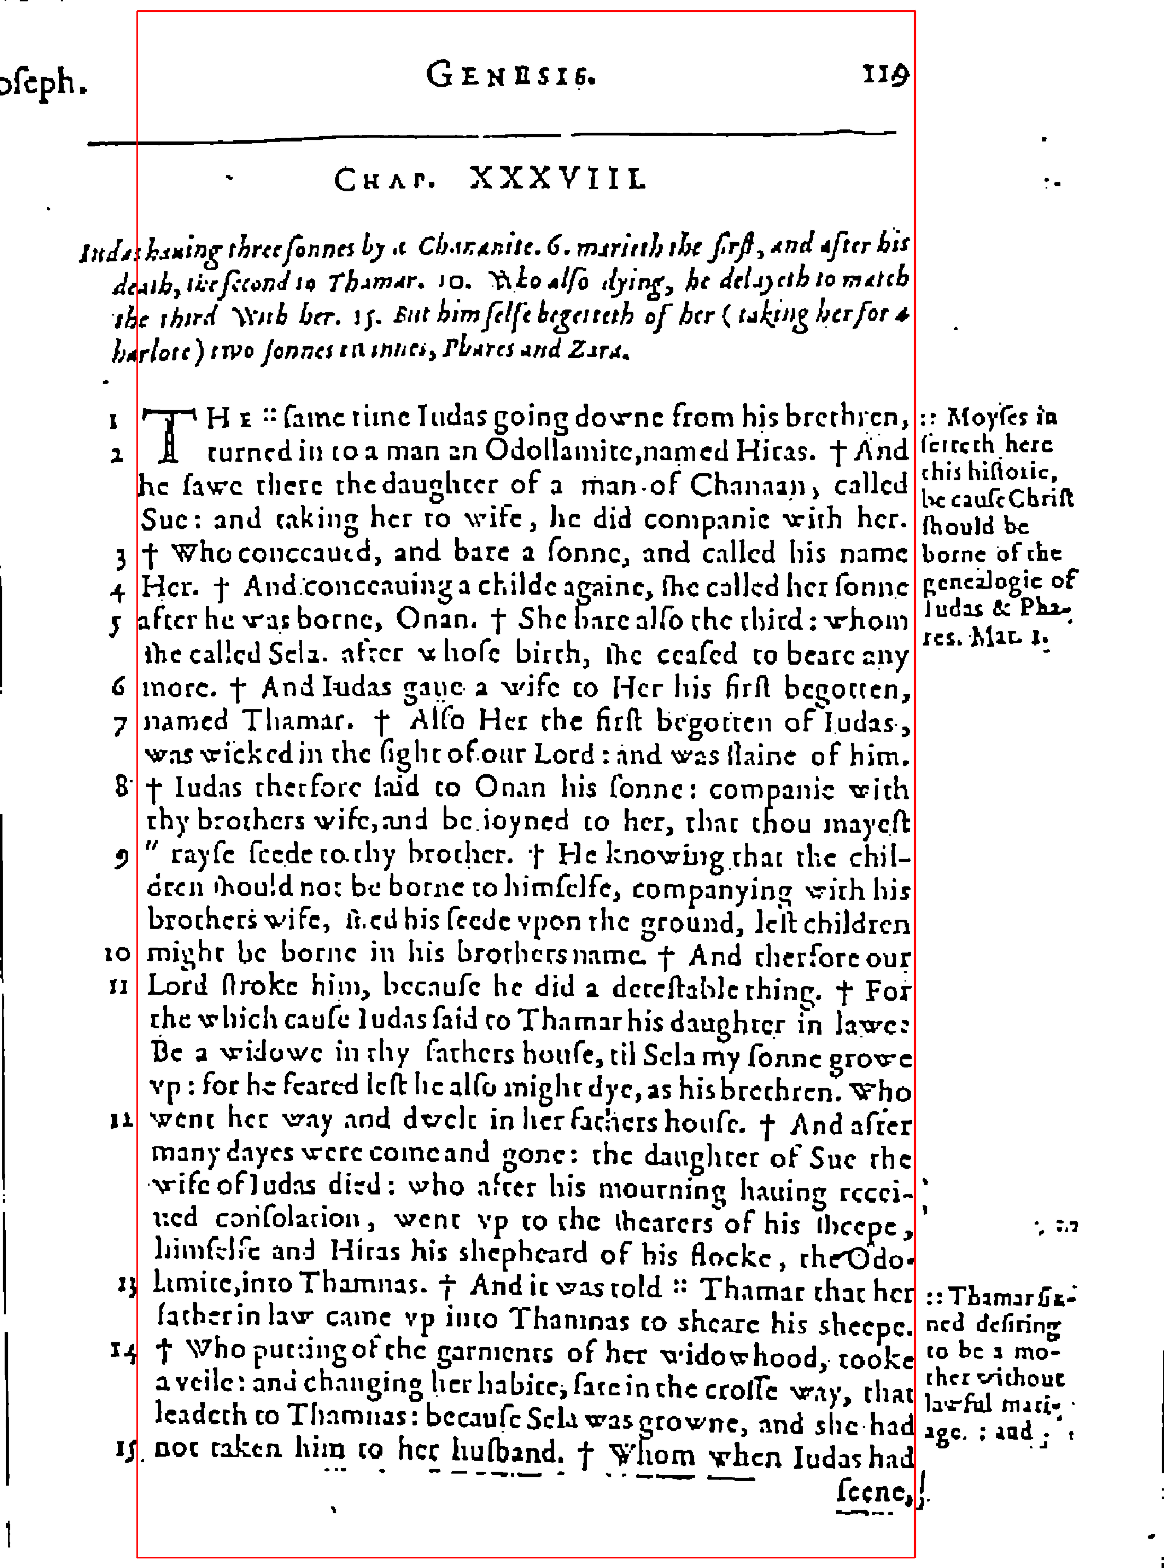 oſeph.
GENESIS. 119
CHAP. XXXVIII.
Iudas hauing three ſonnes by a Chananite. 6. marieth the firſt, and after his
death, the ſecond to Thamar. 10. Who alſo dying, he delayeth to match
the third With her. 15. But him ſelfe begetteth of her (taking her for a
harlote) two ſonnes twinnes, Phares and Zara.
1 THE :: ſame time Iudas going downe from his brethren,
2 turned in to a man an Odollamite, named Hiras. † And
he ſawe there the daughter of a man of Chanaan, called
Sue: and taking her to wife, he did companie with her.
3 † Who conceaued, and bare a ſonne, and called his name
4 Her. † And conceauing a childe againe, ſhe called her ſonne
5 after he was borne, Onan. † She bare alſo the third: whom
ſhe called Sela. after whoſe birth, ſhe ceaſed to beare any
6 more. † And Iudas gaue a wife to Her his firſt begotten,
7 named Thamar. † Alſo Her the firſt begotten of Iudas,
was wicked in the ſight of our Lord: and was ſlaine of him.
8 † Iudas therfore ſaid to Onan his ſonne: companie with
thy brothers wife, and be ioyned to her, that thou mayeſt
9 " rayſe ſeede to thy brother. † He knowing that the chil-
dren ſhould not be borne to himſelfe, companying with his
brothers wife, ſhed his ſeede vpon the ground, leſt children
10 might be borne in his brothers name. † And therfore our
11 Lord ſtroke him, becauſe he did a deteſtable thing. † For
the which cauſe Iudas ſaid to Thamar his daughter in lawe:
Be a widowe in thy fathers houſe, til Sela my ſonne growe
vp: for he feared leſt he alſo might dye, as his brethren. Who
12 went her way and dwelt in her fathers houſe. † And after
many dayes were come and gone: the daughter of Sue the
wife of Iudas died: who after his mourning hauing recei-
ued conſolation, went vp to the ſhearers of his ſheepe,
himſelfe and Hiras his shepheard of his flocke, the Odo-
13 lamite, into Thamnas. † And it was told :: Thamar that her
father in law came vp into Thamnas to sheare his sheepe.
14 † Who putting of the garments of her widowhood, tooke
a veile: and changing her habite, ſate in the croſſe way, that
leadeth to Thamnas: becauſe Sela was growne, and she had
15 not taken him to her huſband. † Whom when Iudas had
ſeene,
:: Moyſes in
ſerteth here
this hiſtorie,
becauſe Chriſt
ſhould be
borne of the
genealogie of
Iudas & Pha-
res. Mat. 1.
:: Thamar ſin-
ned deſiring
to be a mo-
ther without
lawful mari-
age. : and